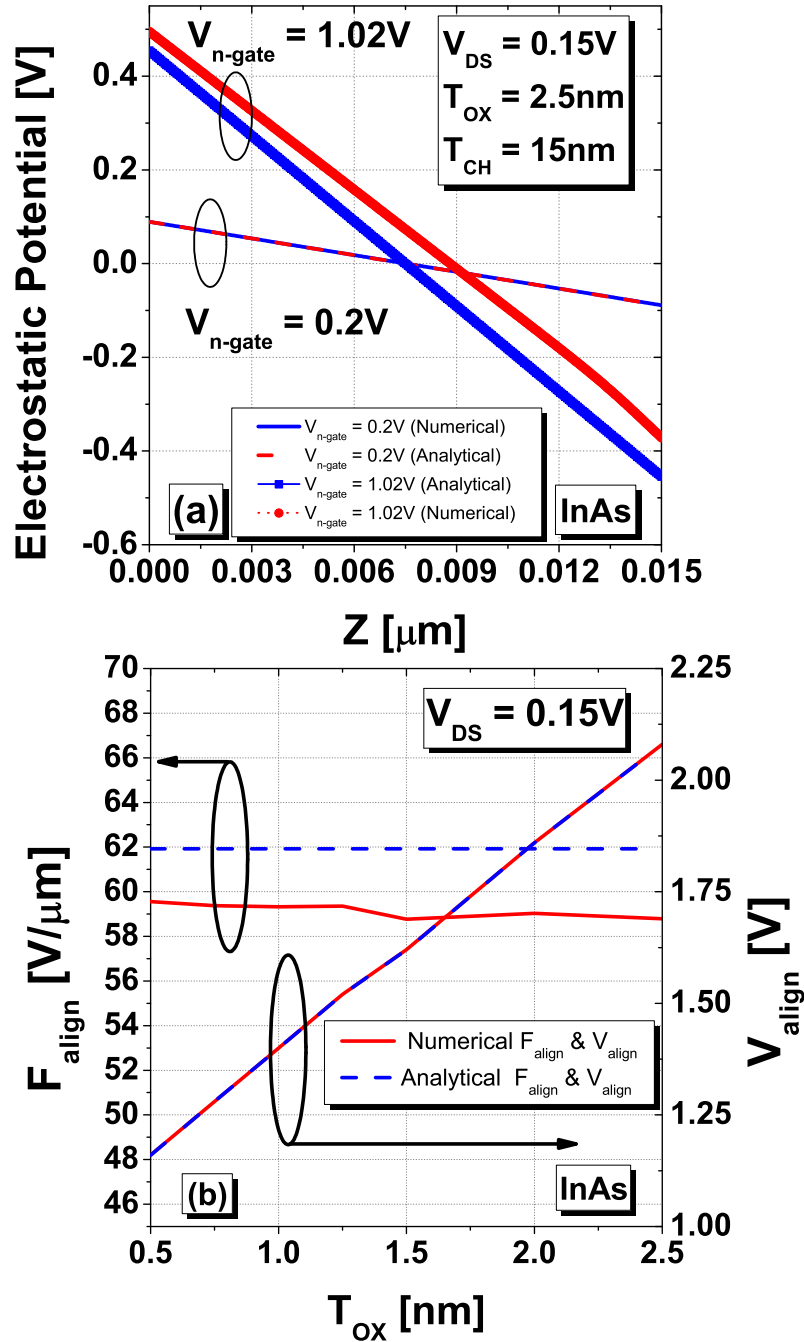 V_n-gate = 1.02V
V_DS = 0.15V
T_OX = 2.5nm
T_CH = 15nm
Electrostatic Potential [V]
0.4
0.2
0.0
-0.2
-0.4
-0.6
V_n-gate = 0.2V
V_n-gate = 0.2V (Numerical)
V_n-gate = 0.2V (Analytical)
V_n-gate = 1.02V (Analytical)
V_n-gate = 1.02V (Numerical)
(a)
InAs
0.000 0.003 0.006 0.009 0.012 0.015
Z [μm]
F_align [V/μm]
70
68
66
64
62
60
58
56
54
52
50
48
46
V_DS = 0.15V
2.25
2.00
1.75
1.50
1.25
1.00
V_align [V]
Numerical F_align & V_align
Analytical F_align & V_align
(b)
InAs
0.5 1.0 1.5 2.0 2.5
T_OX [nm]